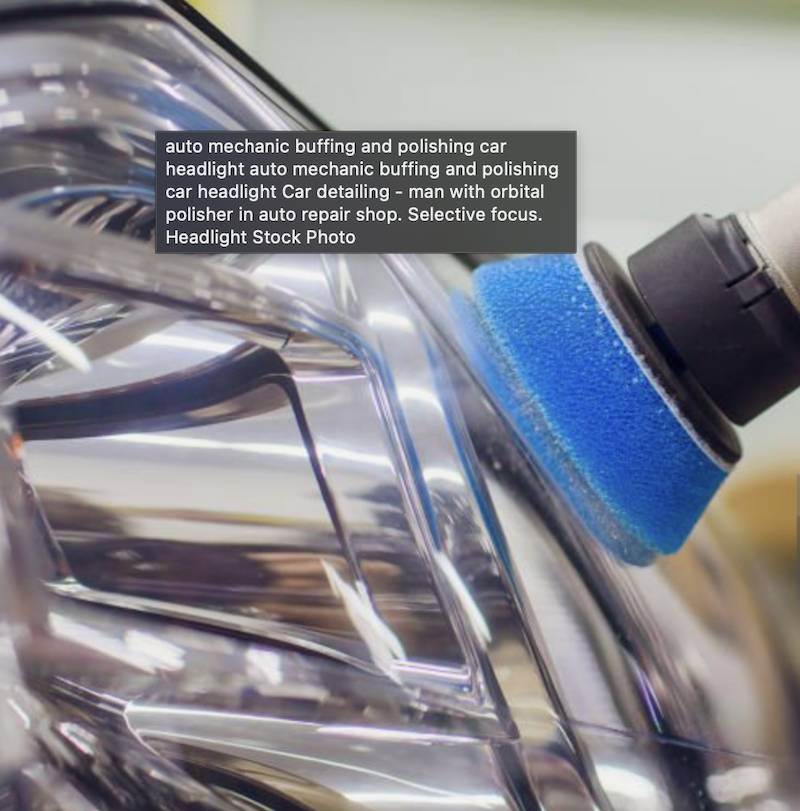 auto mechanic buffing and polishing car
headlight auto mechanic buffing and polishing
car headlight Car detailing - man with orbital
polisher in auto repair shop. Selective focus.
Headlight Stock Photo